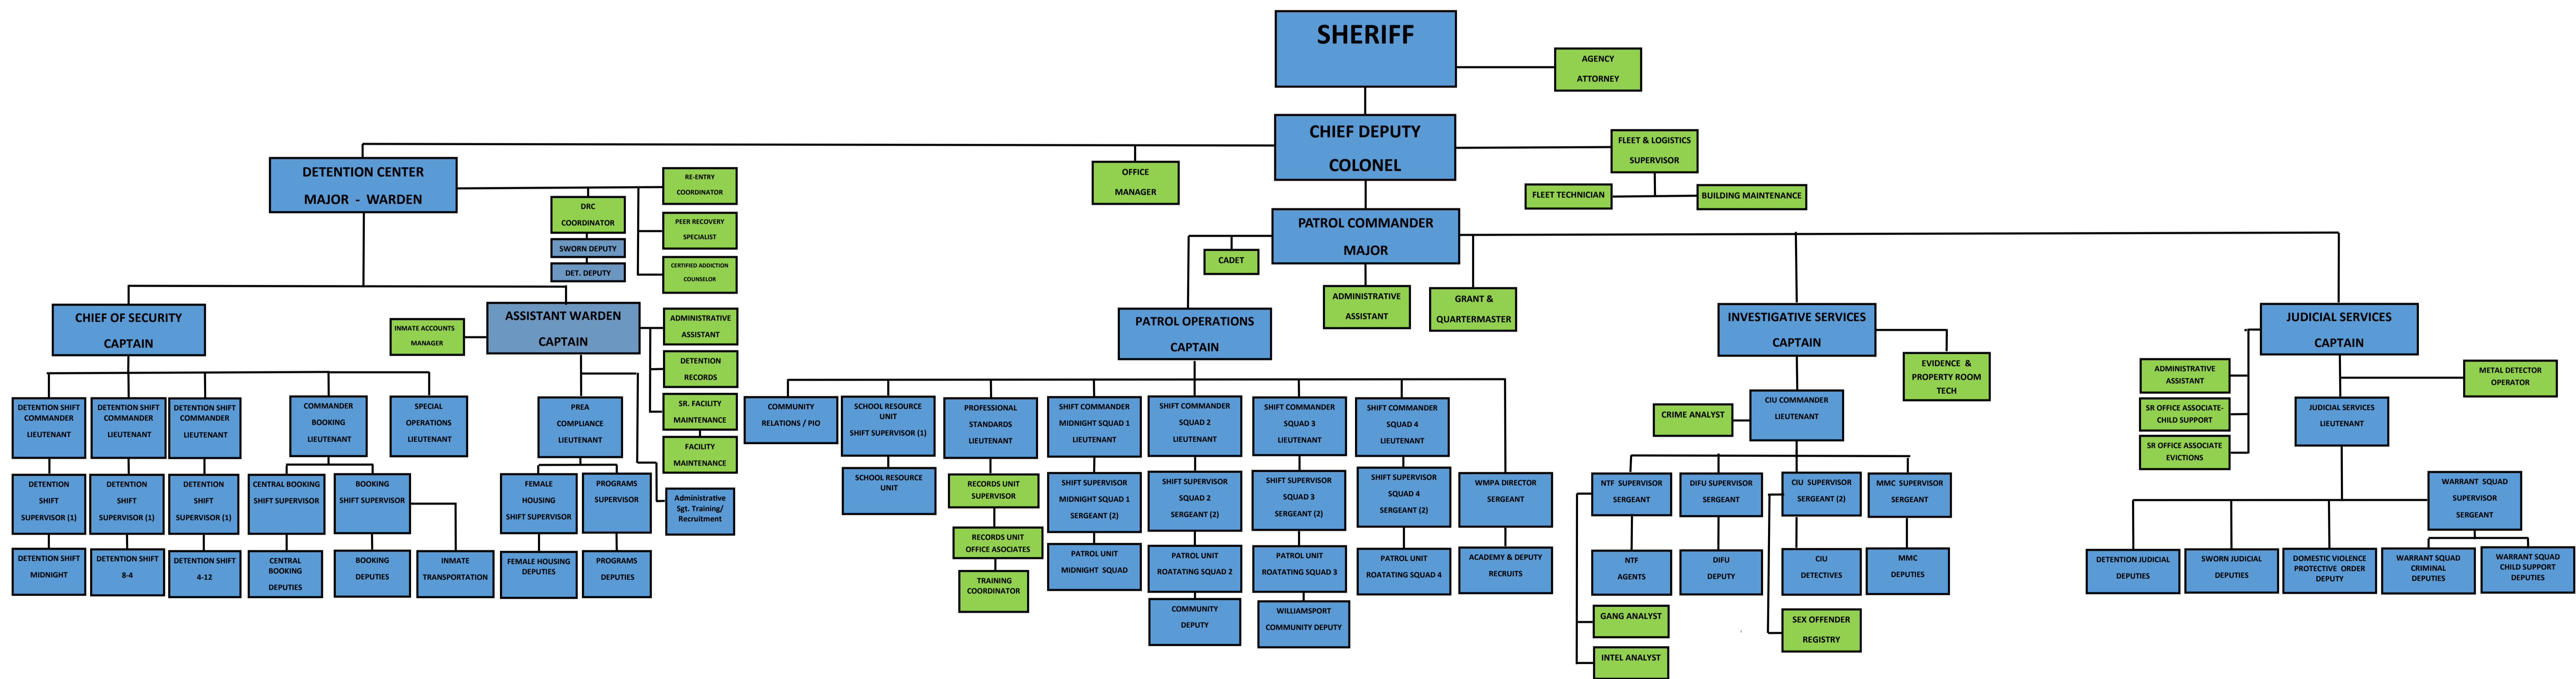 SHERIFF
AGENCY
ATTORNEY
CHIEF DEPUTY
COLONEL
FLEET & LOGISTICS
SUPERVISOR
FLEET TECHNICIAN
BUILDING MAINTENANCE
OFFICE
MANAGER
DETENTION CENTER
MAJOR - WARDEN
RE-ENTRY
COORDINATOR
DRC
COORDINATOR
SWORN DEPUTY
DET. DEPUTY
PEER RECOVERY
SPECIALIST
CERTIFIED ADDICTION
COUNSELOR
PATROL COMMANDER
MAJOR
CADET
ADMINISTRATIVE
ASSISTANT
GRANT &
QUARTERMASTER
CHIEF OF SECURITY
CAPTAIN
INMATE ACCOUNTS
MANAGER
ASSISTANT WARDEN
CAPTAIN
ADMINISTRATIVE
ASSISTANT
DETENTION
RECORDS
SR. FACILITY
MAINTENANCE
FACILITY
MAINTENANCE
PATROL OPERATIONS
CAPTAIN
INVESTIGATIVE SERVICES
CAPTAIN
EVIDENCE &
PROPERTY ROOM
TECH
JUDICIAL SERVICES
CAPTAIN
ADMINISTRATIVE
ASSISTANT
SR OFFICE ASSOCIATE-
CHILD SUPPORT
SR OFFICE ASSOCIATE
EVICTIONS
METAL DETECTOR
OPERATOR
DETENTION SHIFT
COMMANDER
LIEUTENANT
DETENTION SHIFT
COMMANDER
LIEUTENANT
DETENTION SHIFT
COMMANDER
LIEUTENANT
COMMANDER
BOOKING
LIEUTENANT
SPECIAL
OPERATIONS
LIEUTENANT
PREA
COMPLIANCE
LIEUTENANT
COMMUNITY
RELATIONS / PIO
SCHOOL RESOURCE
UNIT
SHIFT SUPERVISOR (1)
PROFESSIONAL
STANDARDS
LIEUTENANT
SHIFT COMMANDER
MIDNIGHT SQUAD 1
LIEUTENANT
SHIFT COMMANDER
SQUAD 2
LIEUTENANT
SHIFT COMMANDER
SQUAD 3
LIEUTENANT
SHIFT COMMANDER
SQUAD 4
LIEUTENANT
CRIME ANALYST
CIU COMMANDER
LIEUTENANT
JUDICIAL SERVICES
LIEUTENANT
DETENTION
SHIFT
SUPERVISOR (1)
DETENTION
SHIFT
SUPERVISOR (1)
DETENTION
SHIFT
SUPERVISOR (1)
CENTRAL BOOKING
SHIFT SUPERVISOR
BOOKING
SHIFT SUPERVISOR
FEMALE
HOUSING
SHIFT SUPERVISOR
PROGRAMS
SUPERVISOR
Administrative
Sgt. Training/
Recruitment
SCHOOL RESOURCE
UNIT
RECORDS UNIT
SUPERVISOR
SHIFT SUPERVISOR
MIDNIGHT SQUAD 1
SERGEANT (2)
SHIFT SUPERVISOR
SQUAD 2
SERGEANT (2)
SHIFT SUPERVISOR
SQUAD 3
SERGEANT (2)
SHIFT SUPERVISOR
SQUAD 4
SERGEANT (2)
WMPA DIRECTOR
SERGEANT
NTF SUPERVISOR
SERGEANT
DIFU SUPERVISOR
SERGEANT
CIU SUPERVISOR
SERGEANT (2)
MMC SUPERVISOR
SERGEANT
WARRANT SQUAD
SUPERVISOR
SERGEANT
DETENTION SHIFT
MIDNIGHT
DETENTION SHIFT
8-4
DETENTION SHIFT
4-12
CENTRAL
BOOKING
DEPUTIES
BOOKING
DEPUTIES
INMATE
TRANSPORTATION
FEMALE HOUSING
DEPUTIES
PROGRAMS
DEPUTIES
RECORDS UNIT
OFFICE ASOCIATES
TRAINING
COORDINATOR
PATROL UNIT
MIDNIGHT SQUAD
PATROL UNIT
ROATATING SQUAD 2
PATROL UNIT
ROATATING SQUAD 3
PATROL UNIT
ROATATING SQUAD 4
ACADEMY & DEPUTY
RECRUITS
COMMUNITY
DEPUTY
WILLIAMSPORT
COMMUNITY DEPUTY
NTF
AGENTS
DIFU
DEPUTY
CIU
DETECTIVES
MMC
DEPUTIES
GANG ANALYST
INTEL ANALYST
SEX OFFENDER
REGISTRY
DETENTION JUDICIAL
DEPUTIES
SWORN JUDICIAL
DEPUTIES
DOMESTIC VIOLENCE
PROTECTIVE ORDER
DEPUTY
WARRANT SQUAD
CRIMINAL
DEPUTIES
WARRANT SQUAD
CHILD SUPPORT
DEPUTIES